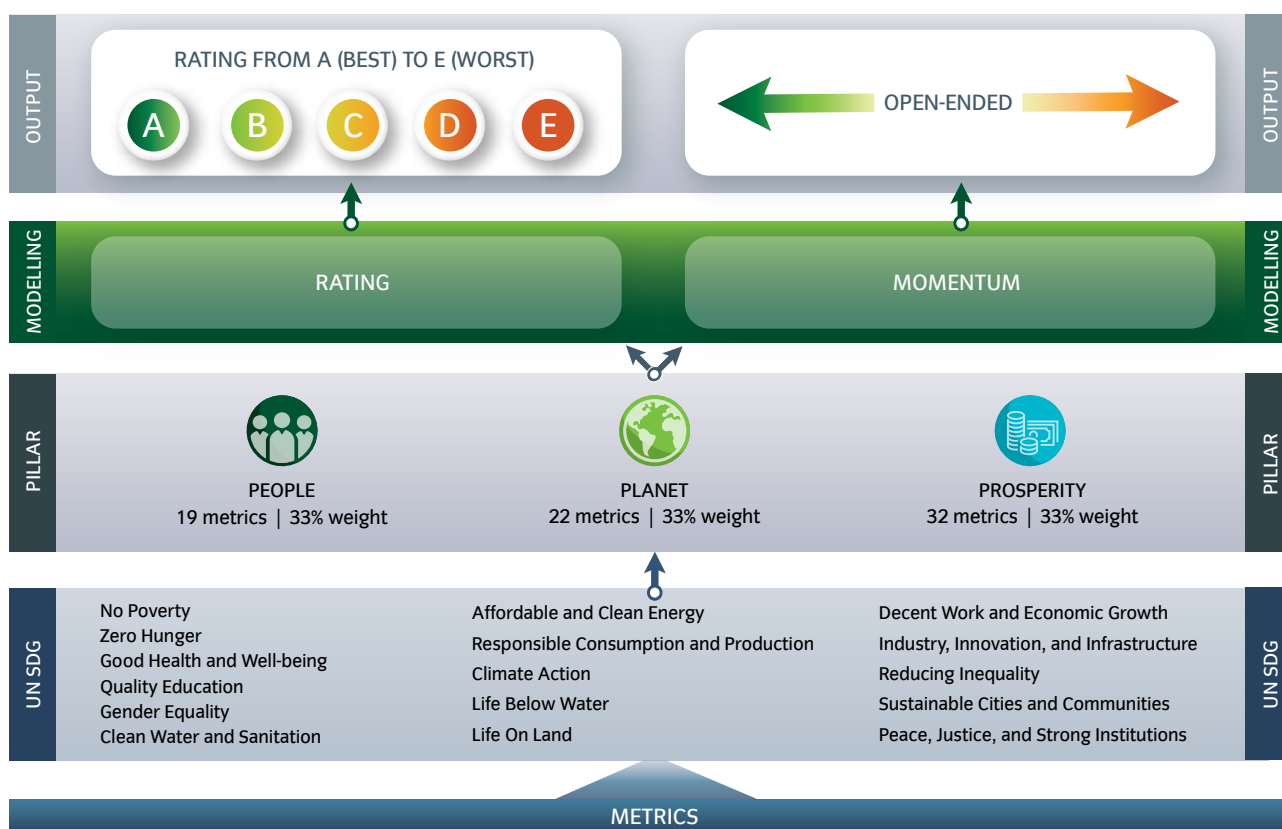 OUTPUT
RATING FROM A (BEST) TO E (WORST)
A B C D E
OPEN-ENDED
OUTPUT
MODELLING
RATING
MOMENTUM
MODELLING
PILLAR
PEOPLE
19 metrics | 33% weight
PLANET
22 metrics | 33% weight
PROSPERITY
32 metrics | 33% weight
PILLAR
UN SDG
No Poverty
Zero Hunger
Good Health and Well-being
Quality Education
Gender Equality
Clean Water and Sanitation
Affordable and Clean Energy
Responsible Consumption and Production
Climate Action
Life Below Water
Life On Land
Decent Work and Economic Growth
Industry, Innovation, and Infrastructure
Reducing Inequality
Sustainable Cities and Communities
Peace, Justice, and Strong Institutions
UN SDG
METRICS